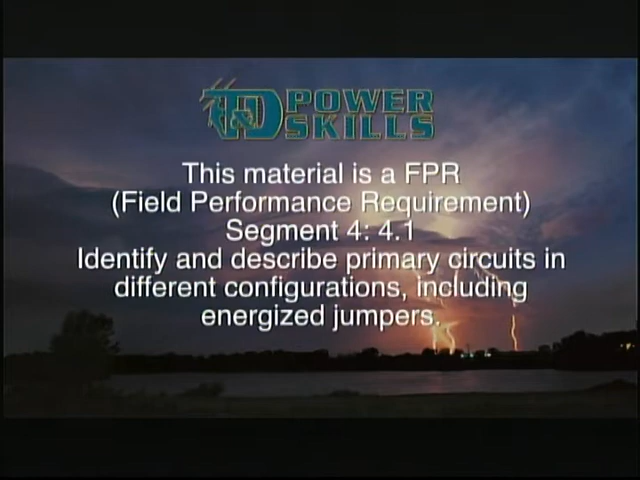 T&D POWER
SKILLS
This material is a FPR
(Field Performance Requirement)
Segment 4: 4.1
Identify and describe primary circuits in
different configurations, including
energized jumpers.